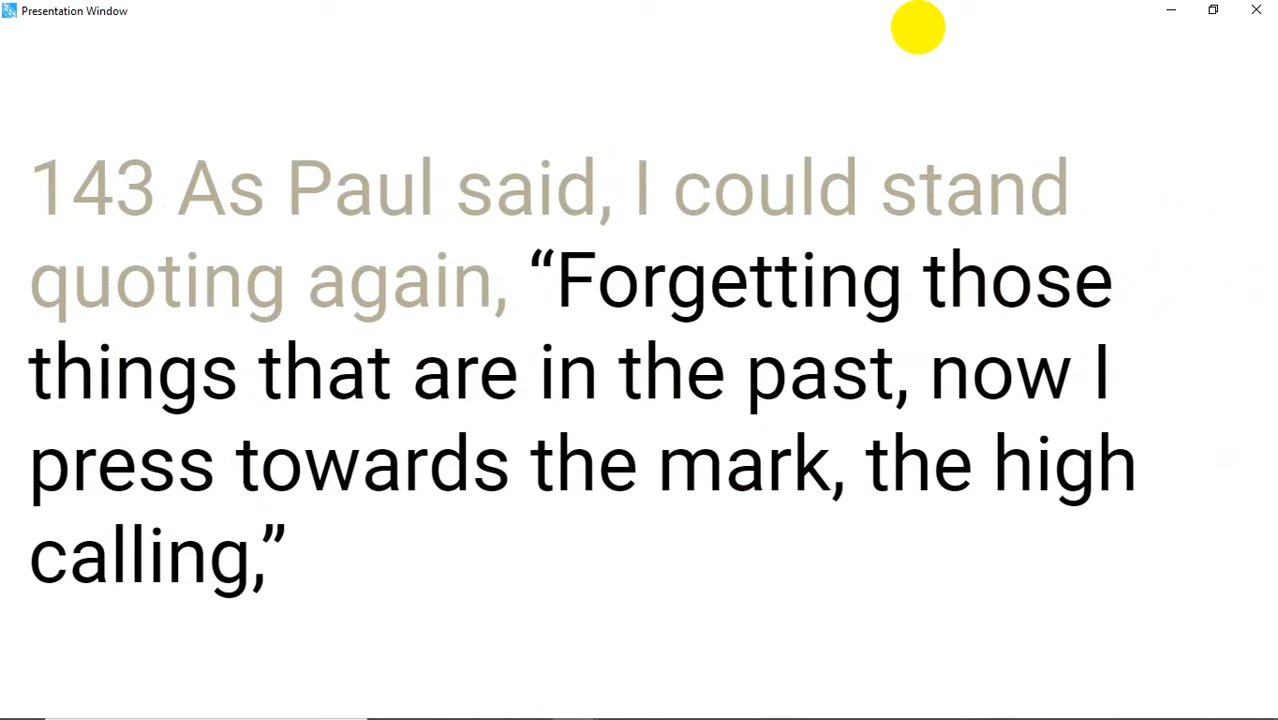 Presentation Window
143 As Paul said, I could stand
quoting again, “Forgetting those
things that are in the past, now I
press towards the mark, the high
calling,”